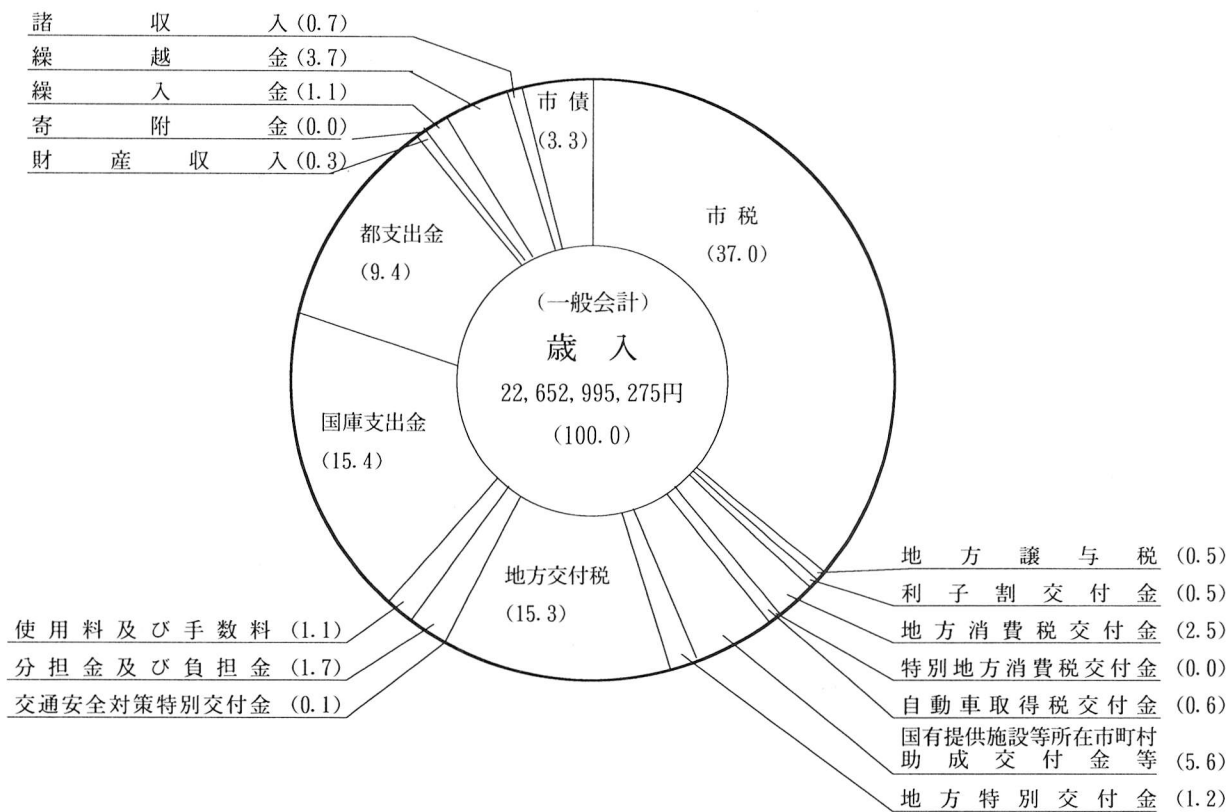 諸収入(0.7)
繰越金(3.7)
繰入金(1.1)
寄附金(0.0)
財産収入(0.3)
市債
(3.3)
市税
(37.0)
都支出金
(9.4)
(一般会計)
歳入
22,652,995,275円
(100.0)
国庫支出金
(15.4)
地方交付税
(15.3)
使用料及び手数料(1.1)
分担金及び負担金(1.7)
交通安全対策特別交付金(0.1)
地方譲与税(0.5)
利子割交付金(0.5)
地方消費税交付金(2.5)
特別地方消費税交付金(0.0)
自動車取得税交付金(0.6)
国有提供施設等所在市町村
助成交付金等(5.6)
地方特別交付金(1.2)